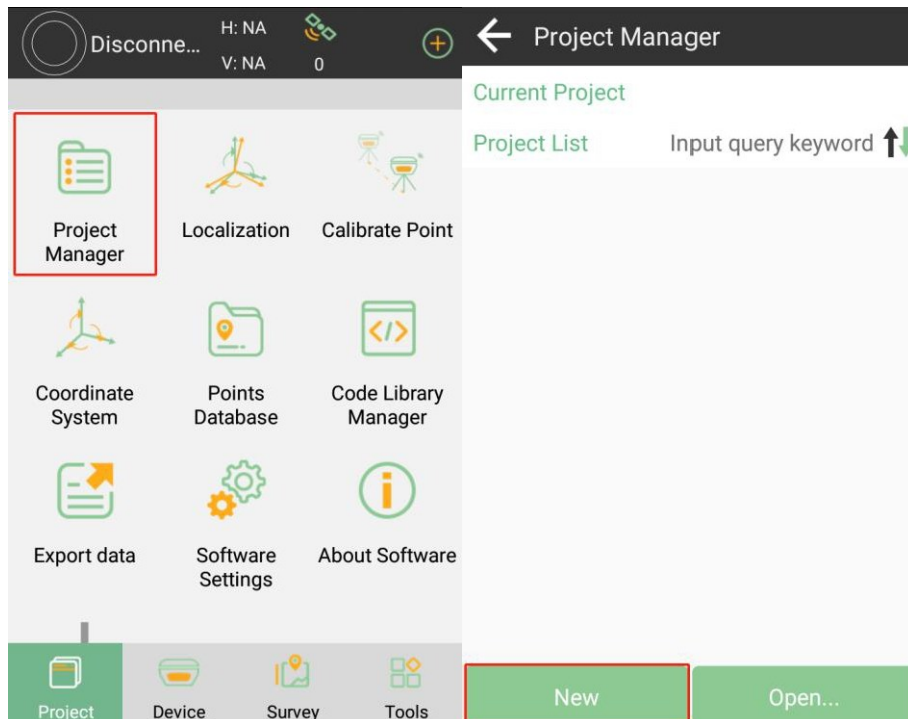 Disconne...
H: NA
V: NA
0
Project
Manager
Localization
Calibrate Point
Coordinate
System
Points
Database
Code Library
Manager
Export data
Software
Settings
About Software
Project
Device
Survey
Tools
Project Manager
Current Project
Project List
Input query keyword
New
Open...